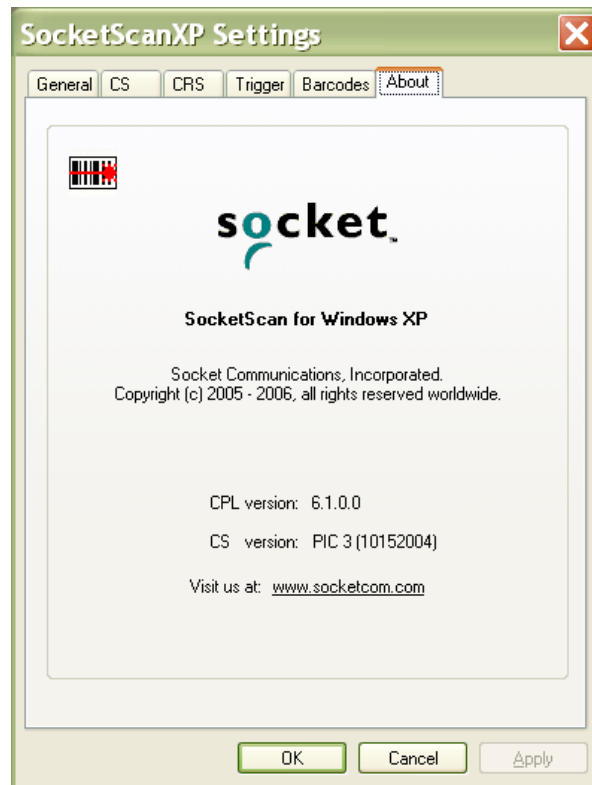 SocketScanXP Settings
General CS CRS Trigger Barcodes About
socket™
SocketScan for Windows XP
Socket Communications, Incorporated.
Copyright (c) 2005 - 2006, all rights reserved worldwide.
CPL version: 6.1.0.0
CS version: PIC 3 (10152004)
Visit us at: www.socketcom.com
OK Cancel Apply